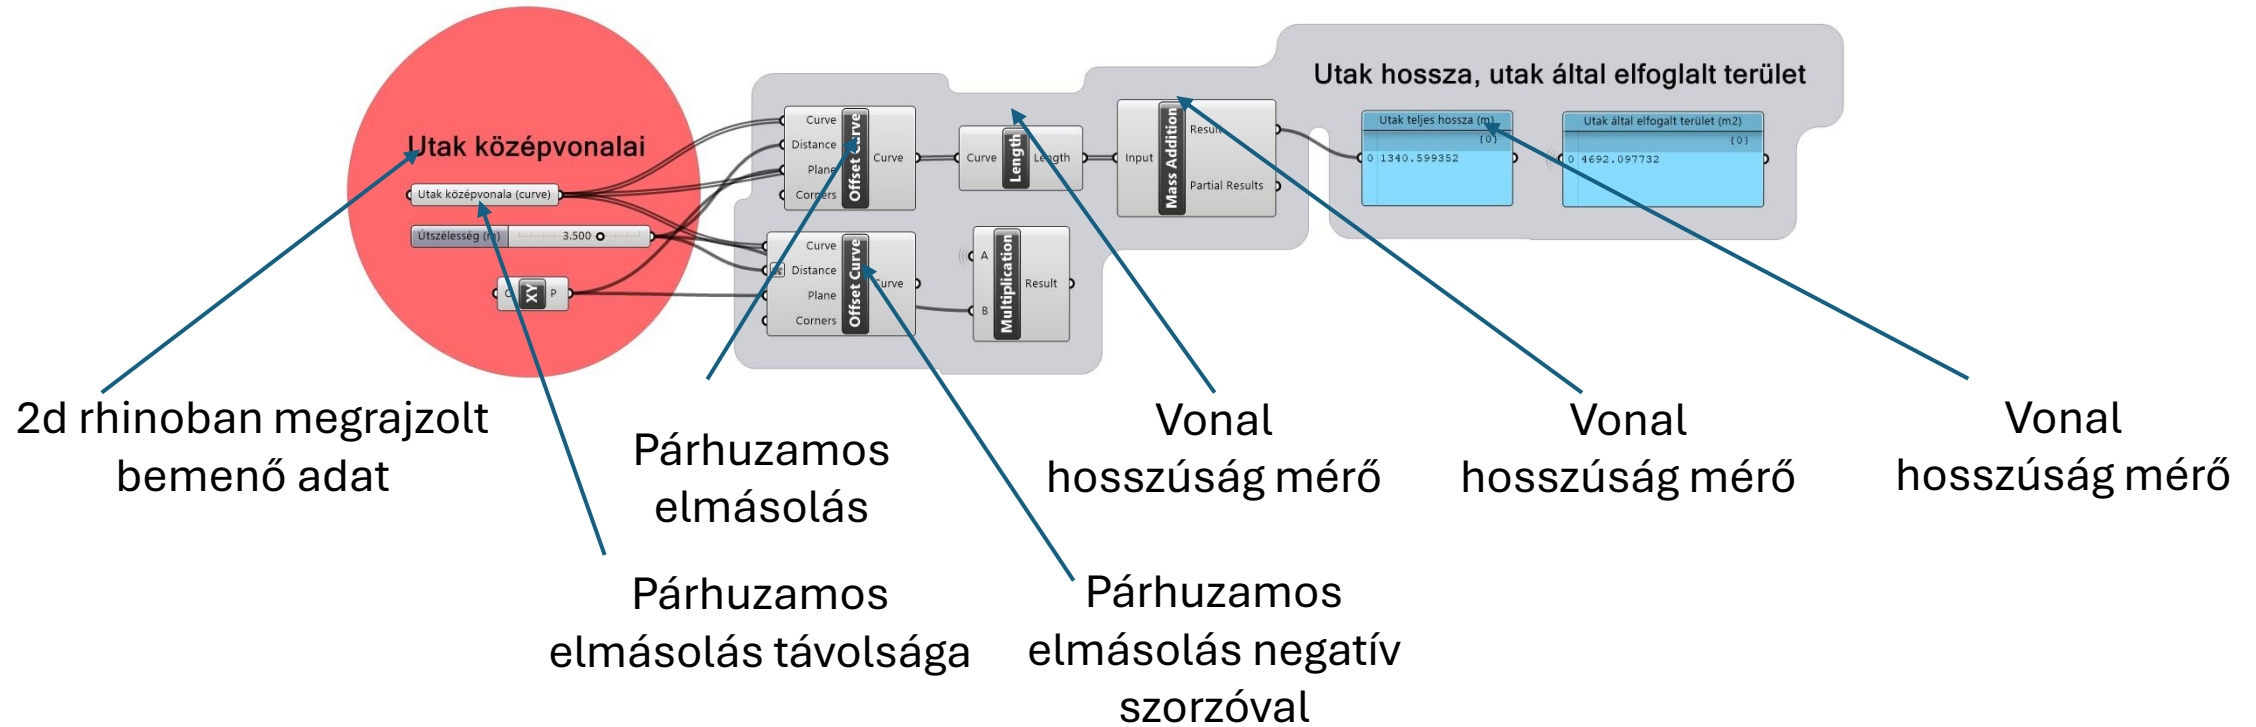 Utak hossza, utak által elfoglalt terület
Utak középvonalai
Utak középvonala (curve)
Útszélesség (m) 3.500
XY
P
Curve
Distance
Plane
Corners
Offset Curve
Curve
Curve
Distance
Plane
Corners
Offset Curve
Curve
Curve
Length
Length
A
B
Multiplication
Result
Input
Mass Addition
Result
Partial Results
Utak teljes hossza (m)
{0}
0 1340.599352
Utak által elfogalt terület (m2)
{0}
0 4692.097732
2d rhinoban megrajzolt
bemenő adat
Párhuzamos
elmásolás
Vonal
hosszúság mérő
Vonal
hosszúság mérő
Vonal
hosszúság mérő
Párhuzamos
elmásolás távolsága
Párhuzamos
elmásolás negatív
szorzóval